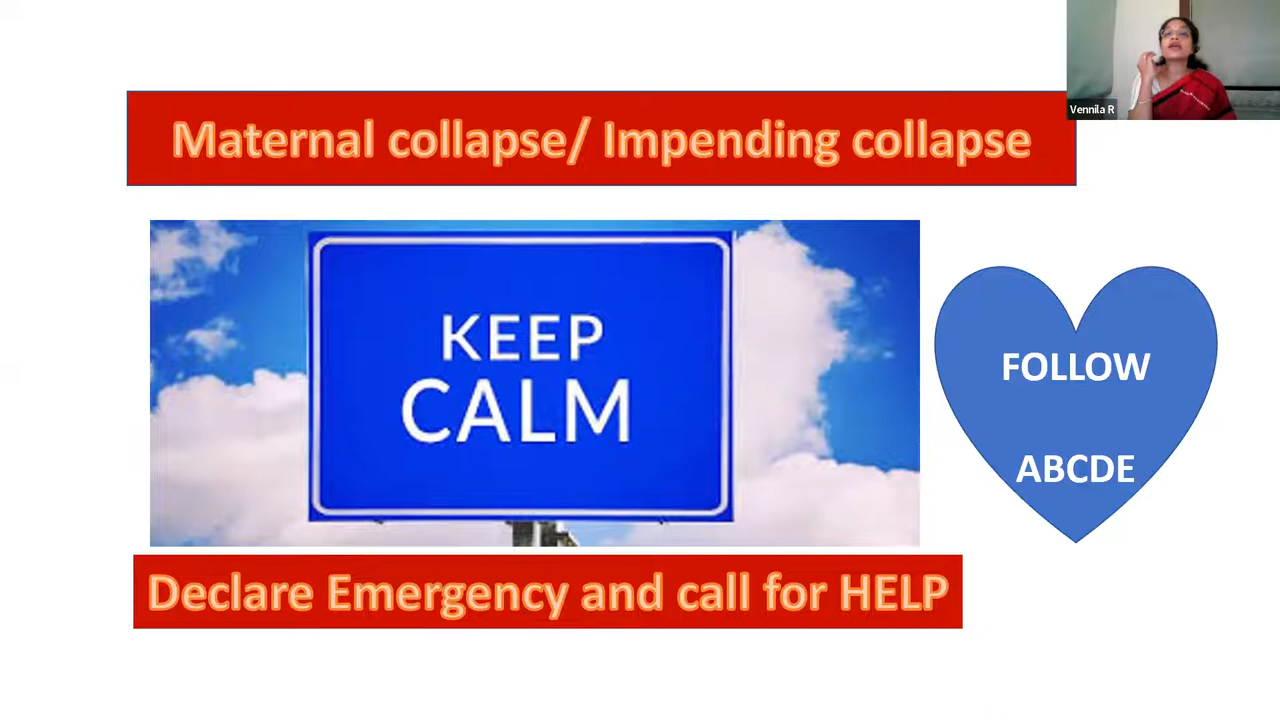 Vennila R
Maternal collapse/ Impending collapse
KEEP
CALM
FOLLOW
ABCDE
Declare Emergency and call for HELP